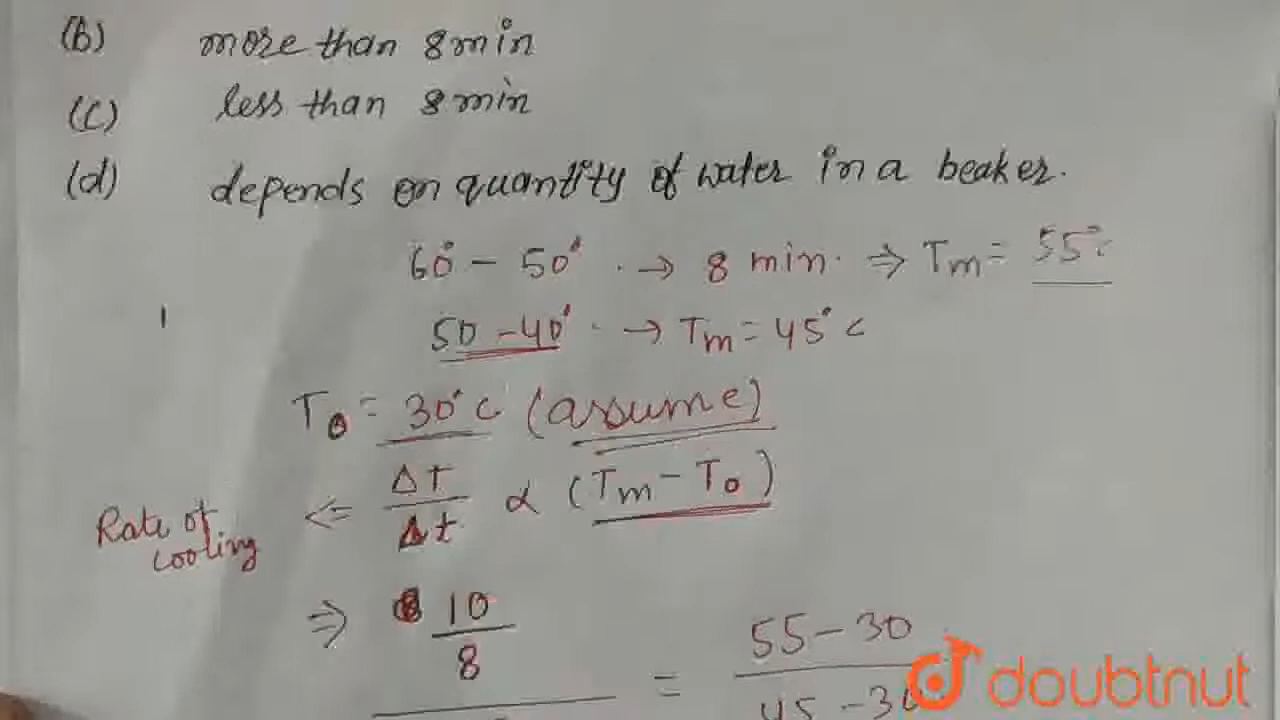 (b) more than 8 min
(c) less than 8 min
(d) depends on quantity of water in a beaker.
60° - 50° → 8 min. ⇒ Tm = 55°c
50 - 40° → Tm = 45°c
T₀ = 30°c (assume)
Rate of cooling <= ΔT/Δt ∝ (Tm - T₀)
⇒ 10/8 = 55-30/45-30
doubtnut